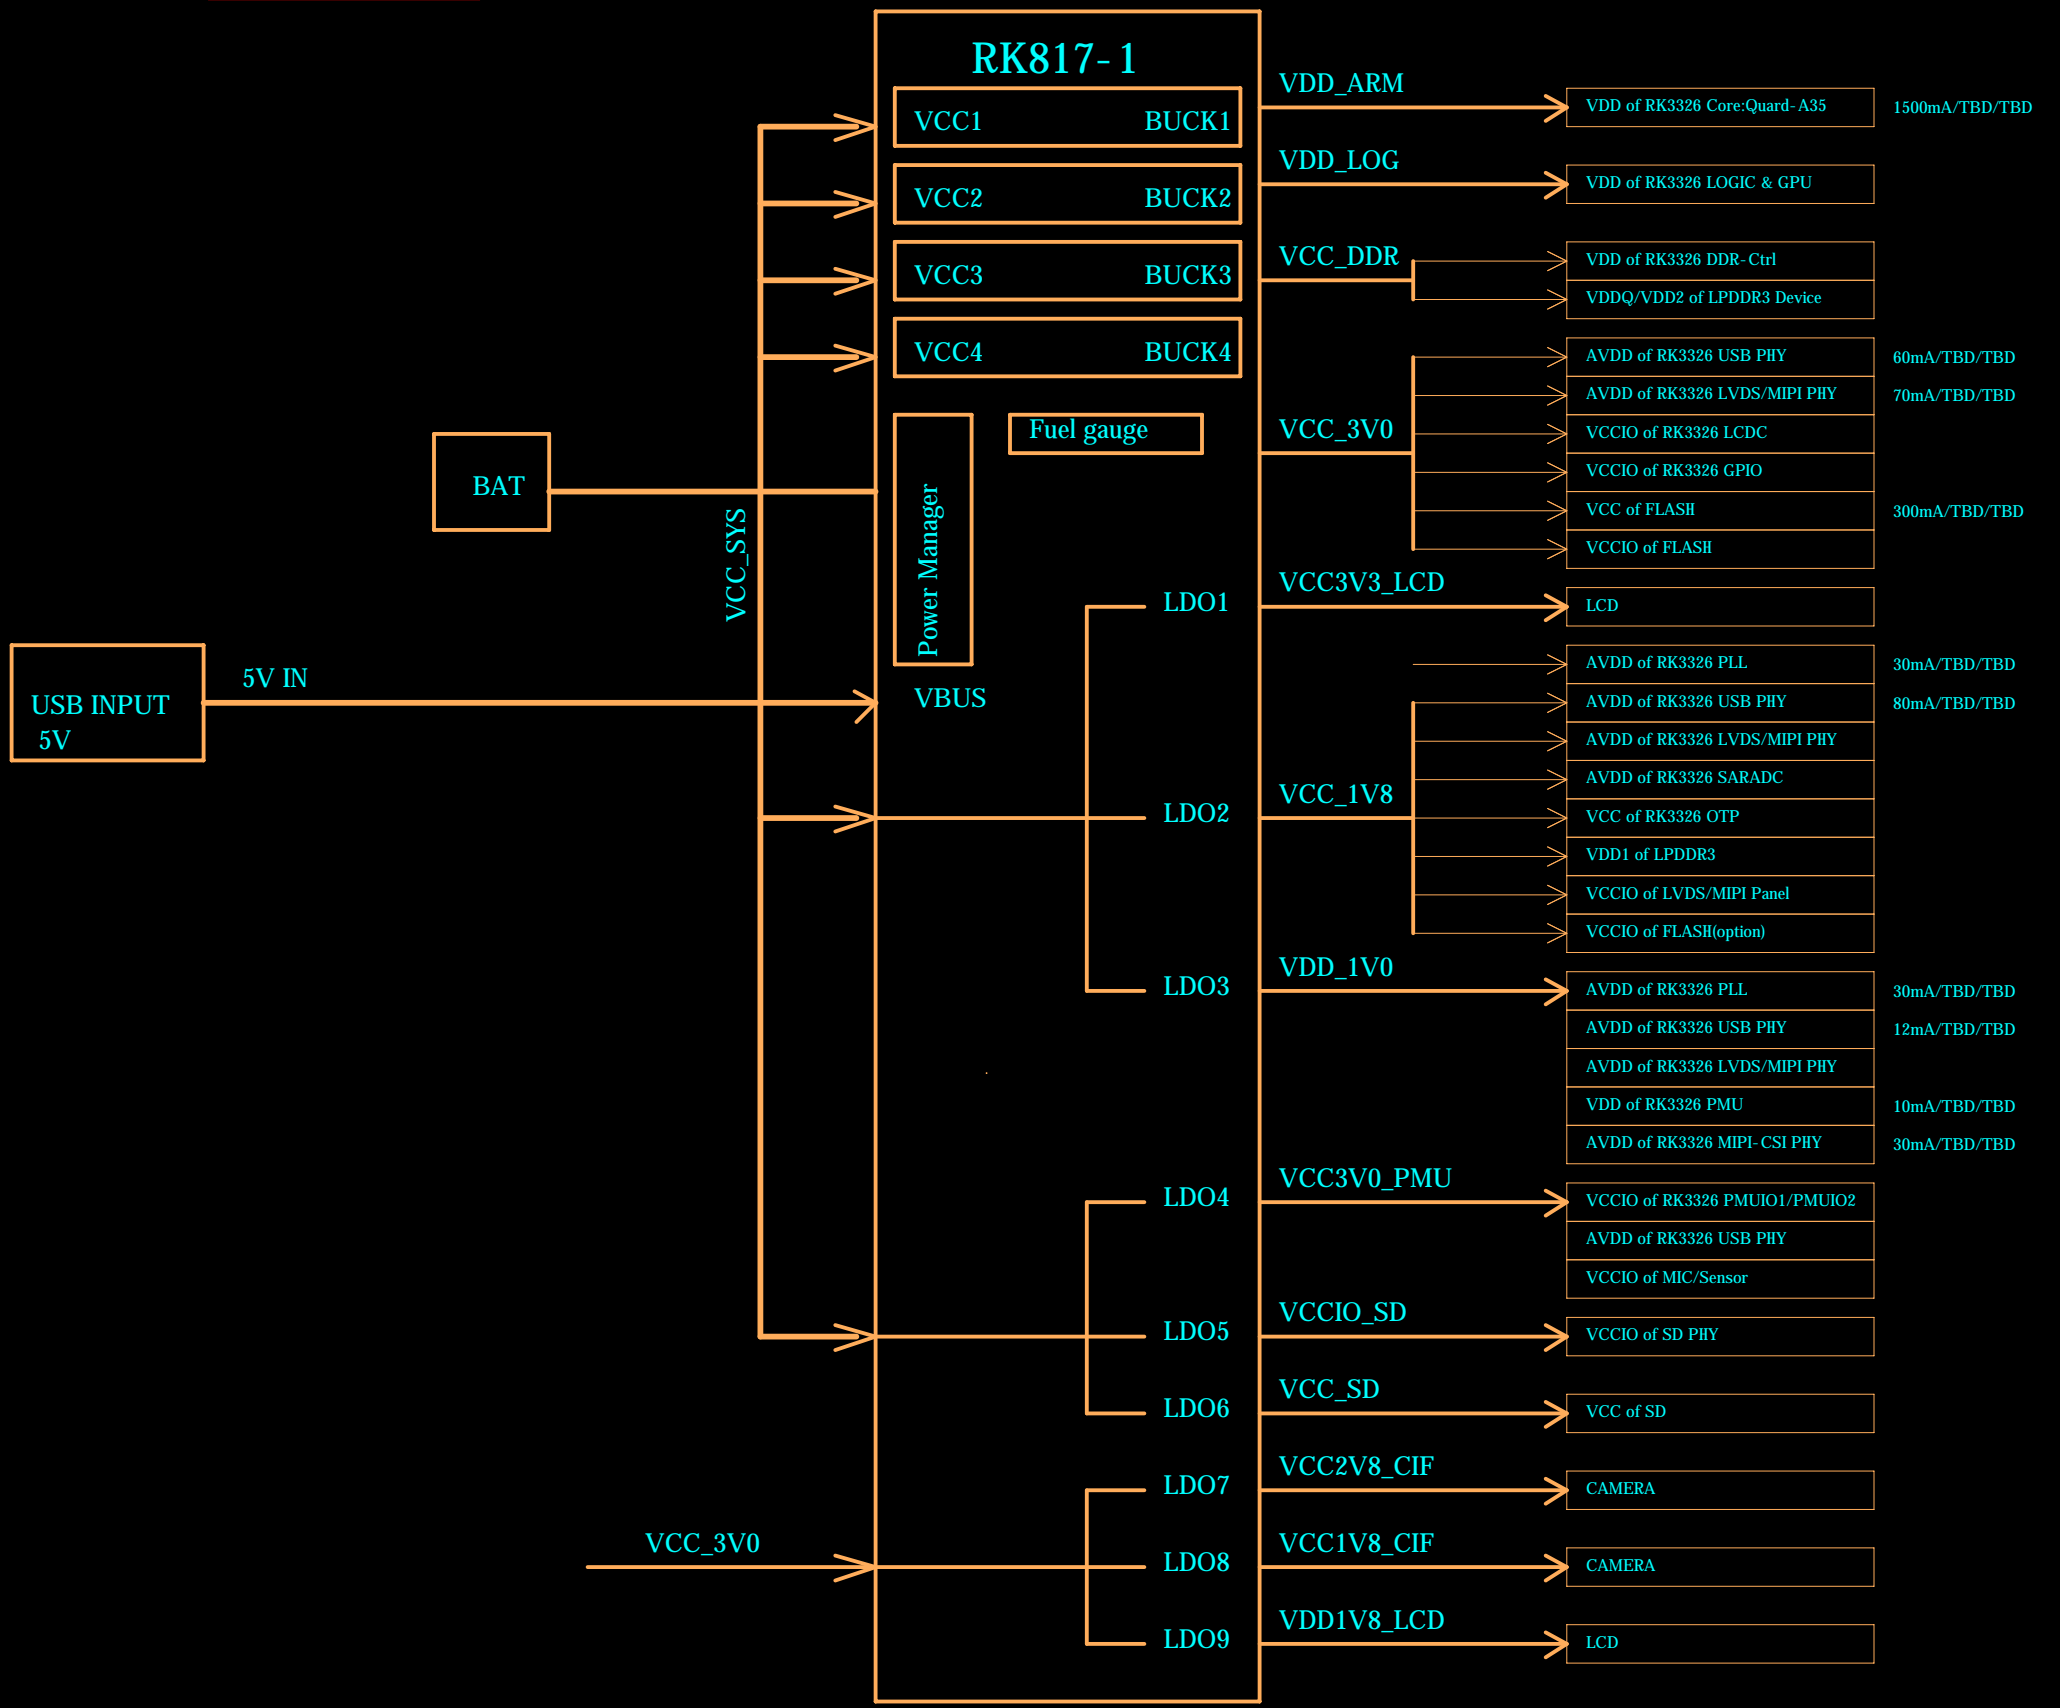 RK817-1
VCC1 BUCK1
VCC2 BUCK2
VCC3 BUCK3
VCC4 BUCK4
Fuel gauge
Power Manager
BAT
VCC_SYS
USB INPUT
5V
5V IN
VBUS
LDO1
LDO2
LDO3
LDO4
LDO5
LDO6
LDO7
LDO8
LDO9
VCC_3V0
VDD_ARM
VDD of RK3326 Core:Quard-A35 1500mA/TBD/TBD
VDD_LOG
VDD of RK3326 LOGIC & GPU
VCC_DDR
VDD of RK3326 DDR-Ctrl
VDDQ/VDD2 of LPDDR3 Device
VCC_3V0
AVDD of RK3326 USB PHY 60mA/TBD/TBD
AVDD of RK3326 LVDS/MIPI PHY 70mA/TBD/TBD
VCCIO of RK3326 LCDC
VCCIO of RK3326 GPIO
VCC of FLASH 300mA/TBD/TBD
VCCIO of FLASH
VCC3V3_LCD
LCD
VCC_1V8
AVDD of RK3326 PLL 30mA/TBD/TBD
AVDD of RK3326 USB PHY 80mA/TBD/TBD
AVDD of RK3326 LVDS/MIPI PHY
AVDD of RK3326 SARADC
VCC of RK3326 OTP
VDD1 of LPDDR3
VCCIO of LVDS/MIPI Panel
VCCIO of FLASH(option)
VDD_1V0
AVDD of RK3326 PLL 30mA/TBD/TBD
AVDD of RK3326 USB PHY 12mA/TBD/TBD
AVDD of RK3326 LVDS/MIPI PHY
VDD of RK3326 PMU 10mA/TBD/TBD
AVDD of RK3326 MIPI-CSI PHY 30mA/TBD/TBD
VCC3V0_PMU
VCCIO of RK3326 PMUIO1/PMUIO2
AVDD of RK3326 USB PHY
VCCIO of MIC/Sensor
VCCIO_SD
VCCIO of SD PHY
VCC_SD
VCC of SD
VCC2V8_CIF
CAMERA
VCC1V8_CIF
CAMERA
VDD1V8_LCD
LCD